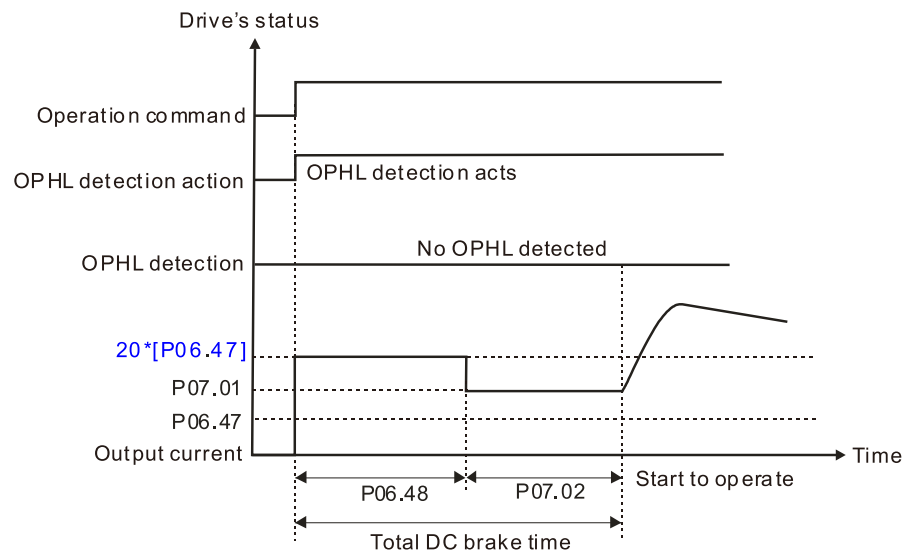 Drive's status
Operation command
OPHL detection action
OPHL detection acts
OPHL detection
No OPHL detected
20*[P06.47]
P07.01
P06.47
Output current
Time
P06.48
P07.02
Start to operate
Total DC brake time